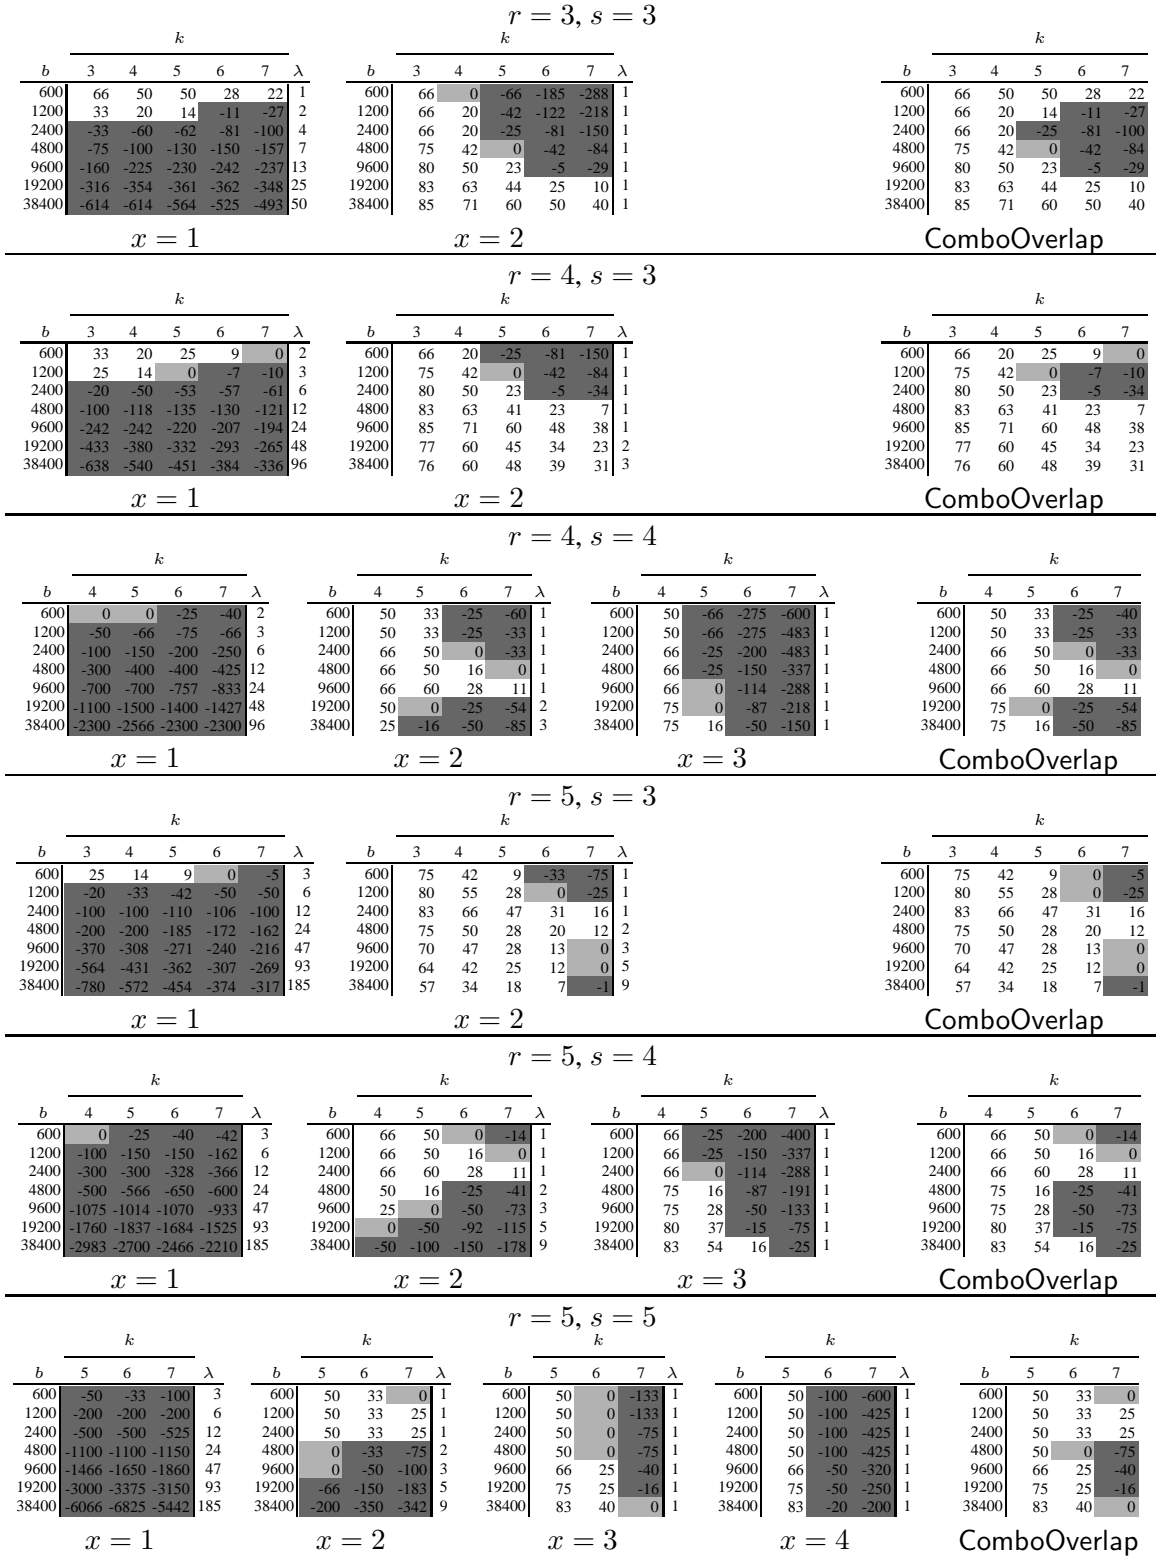 r = 3, s = 3
k k k
b 3 4 5 6 7 λ b 3 4 5 6 7 λ b 3 4 5 6 7
600 66 50 50 28 22 1 600 66 0 -66 -185 -288 1 600 66 50 50 28 22
1200 33 20 14 -11 -27 2 1200 66 20 -42 -122 -218 1 1200 66 20 14 -11 -27
2400 -33 -60 -62 -81 -100 4 2400 66 20 -25 -81 -150 1 2400 66 20 -25 -81 -100
4800 -75 -100 -130 -150 -157 7 4800 75 42 0 -42 -84 1 4800 75 42 0 -42 -84
9600 -160 -225 -230 -242 -237 13 9600 80 50 23 -5 -29 1 9600 80 50 23 -5 -29
19200 -316 -354 -361 -362 -348 25 19200 83 63 44 25 10 1 19200 83 63 44 25 10
38400 -614 -614 -564 -525 -493 50 38400 85 71 60 50 40 1 38400 85 71 60 50 40
x = 1 x = 2 ComboOverlap
r = 4, s = 3
k k k
b 3 4 5 6 7 λ b 3 4 5 6 7 λ b 3 4 5 6 7
600 33 20 25 9 0 2 600 66 20 -25 -81 -150 1 600 66 20 25 9 0
1200 25 14 0 -7 -10 3 1200 75 42 0 -42 -84 1 1200 75 42 0 -7 -10
2400 -20 -50 -53 -57 -61 6 2400 80 50 23 -5 -34 1 2400 80 50 23 -5 -34
4800 -100 -118 -135 -130 -121 12 4800 83 63 41 23 7 1 4800 83 63 41 23 7
9600 -242 -242 -220 -207 -194 24 9600 85 71 60 48 38 1 9600 85 71 60 48 38
19200 -433 -380 -332 -293 -265 48 19200 77 60 45 34 23 2 19200 77 60 45 34 23
38400 -638 -540 -451 -384 -336 96 38400 76 60 48 39 31 3 38400 76 60 48 39 31
x = 1 x = 2 ComboOverlap
r = 4, s = 4
k k k k
b 4 5 6 7 λ b 4 5 6 7 λ b 4 5 6 7 λ b 4 5 6 7
600 0 0 -25 -40 2 600 50 33 -25 -60 1 600 50 -66 -275 -600 1 600 50 33 -25 -40
1200 -50 -66 -75 -66 3 1200 50 33 -25 -33 1 1200 50 -66 -275 -483 1 1200 50 33 -25 -33
2400 -100 -150 -200 -250 6 2400 66 50 0 -33 1 2400 66 -25 -200 -483 1 2400 66 50 0 -33
4800 -300 -400 -400 -425 12 4800 66 50 16 0 1 4800 66 -25 -150 -337 1 4800 66 50 16 0
9600 -700 -700 -757 -833 24 9600 66 60 28 11 1 9600 66 0 -114 -288 1 9600 66 60 28 11
19200 -1100 -1500 -1400 -1427 48 19200 50 0 -25 -54 2 19200 75 0 -87 -218 1 19200 75 0 -25 -54
38400 -2300 -2566 -2300 -2300 96 38400 25 -16 -50 -85 3 38400 75 16 -50 -150 1 38400 75 16 -50 -85
x = 1 x = 2 x = 3 ComboOverlap
r = 5, s = 3
k k k
b 3 4 5 6 7 λ b 3 4 5 6 7 λ b 3 4 5 6 7
600 25 14 9 0 -5 3 600 75 42 9 -33 -75 1 600 75 42 9 0 -5
1200 -20 -33 -42 -50 -50 6 1200 80 55 28 0 -25 1 1200 80 55 28 0 -25
2400 -100 -100 -110 -106 -100 12 2400 83 66 47 31 16 1 2400 83 66 47 31 16
4800 -200 -200 -185 -172 -162 24 4800 75 50 28 20 12 2 4800 75 50 28 20 12
9600 -370 -308 -271 -240 -216 47 9600 70 47 28 13 0 3 9600 70 47 28 13 0
19200 -564 -431 -362 -307 -269 93 19200 64 42 25 12 0 5 19200 64 42 25 12 0
38400 -780 -572 -454 -374 -317 185 38400 57 34 18 7 -1 9 38400 57 34 18 7 -1
x = 1 x = 2 ComboOverlap
r = 5, s = 4
k k k k
b 4 5 6 7 λ b 4 5 6 7 λ b 4 5 6 7 λ b 4 5 6 7
600 0 -25 -40 -42 3 600 66 50 0 -14 1 600 66 -25 -200 -400 1 600 66 50 0 -14
1200 -100 -150 -150 -162 6 1200 66 50 16 0 1 1200 66 -25 -150 -337 1 1200 66 50 16 0
2400 -300 -300 -328 -366 12 2400 66 60 28 11 1 2400 66 0 -114 -288 1 2400 66 60 28 11
4800 -500 -566 -650 -600 24 4800 50 16 -25 -41 2 4800 75 16 -87 -191 1 4800 75 16 -25 -41
9600 -1075 -1014 -1070 -933 47 9600 25 0 -50 -73 3 9600 75 28 -50 -133 1 9600 75 28 -50 -73
19200 -1760 -1837 -1684 -1525 93 19200 0 -50 -92 -115 5 19200 80 37 -15 -75 1 19200 80 37 -15 -75
38400 -2983 -2700 -2466 -2210 185 38400 -50 -100 -150 -178 9 38400 83 54 16 -25 1 38400 83 54 16 -25
x = 1 x = 2 x = 3 ComboOverlap
r = 5, s = 5
k k k k k
b 5 6 7 λ b 5 6 7 λ b 5 6 7 λ b 5 6 7 λ b 5 6 7
600 -50 -33 -100 3 600 50 33 0 1 600 50 0 -133 1 600 50 -100 -600 1 600 50 33 0
1200 -200 -200 -200 6 1200 50 33 25 1 1200 50 0 -133 1 1200 50 -100 -425 1 1200 50 33 25
2400 -500 -500 -525 12 2400 50 33 25 1 2400 50 0 -75 1 2400 50 -100 -425 1 2400 50 33 25
4800 -1100 -1100 -1150 24 4800 0 -33 -75 2 4800 50 0 -75 1 4800 50 -100 -425 1 4800 50 0 -75
9600 -1466 -1650 -1860 47 9600 0 -50 -100 3 9600 66 25 -40 1 9600 66 -50 -320 1 9600 66 25 -40
19200 -3000 -3375 -3150 93 19200 -66 -150 -183 5 19200 75 25 -16 1 19200 75 -50 -250 1 19200 75 25 -16
38400 -6066 -6825 -5442 185 38400 -200 -350 -342 9 38400 83 40 0 1 38400 83 -20 -200 1 38400 83 40 0
x = 1 x = 2 x = 3 x = 4 ComboOverlap